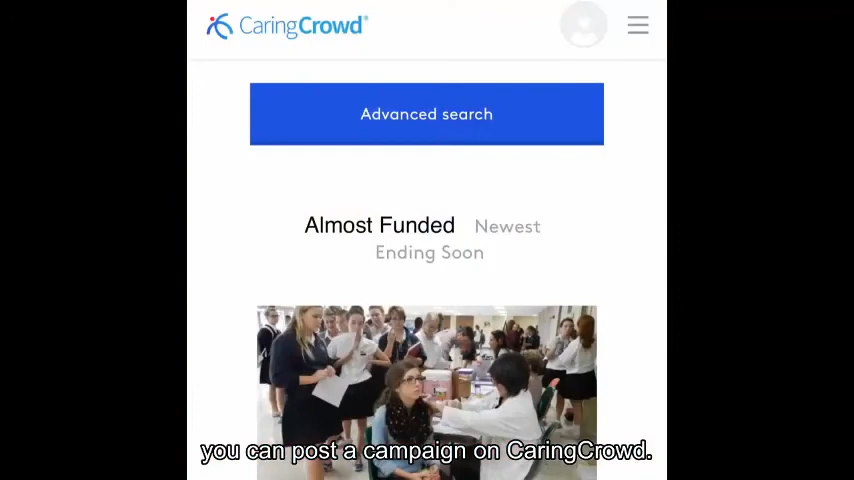 CaringCrowd®
Advanced search
Almost Funded Newest
Ending Soon
you can post a campaign on CaringCrowd.